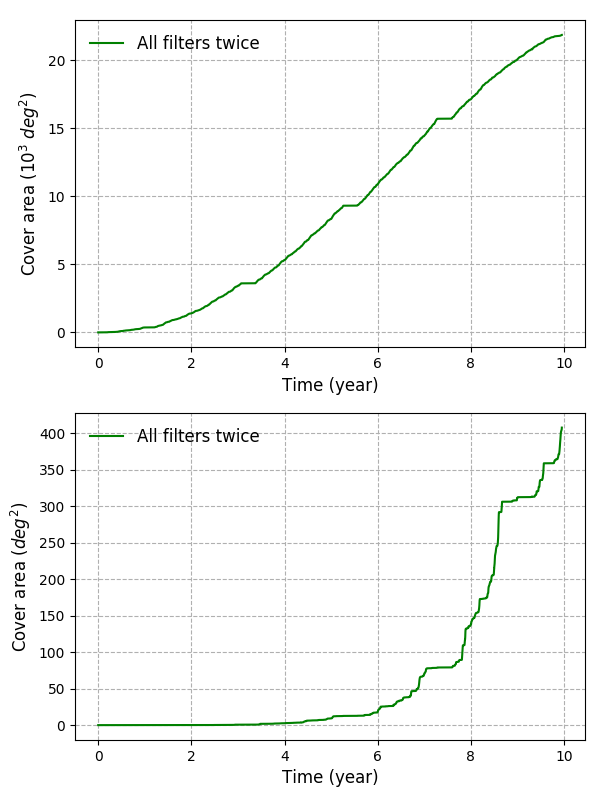 All filters twice
20
15
10
5
0
Cover area (10³ deg²)
0 2 4 6 8 10
Time (year)
All filters twice
400
350
300
250
200
150
100
50
0
Cover area (deg²)
0 2 4 6 8 10
Time (year)